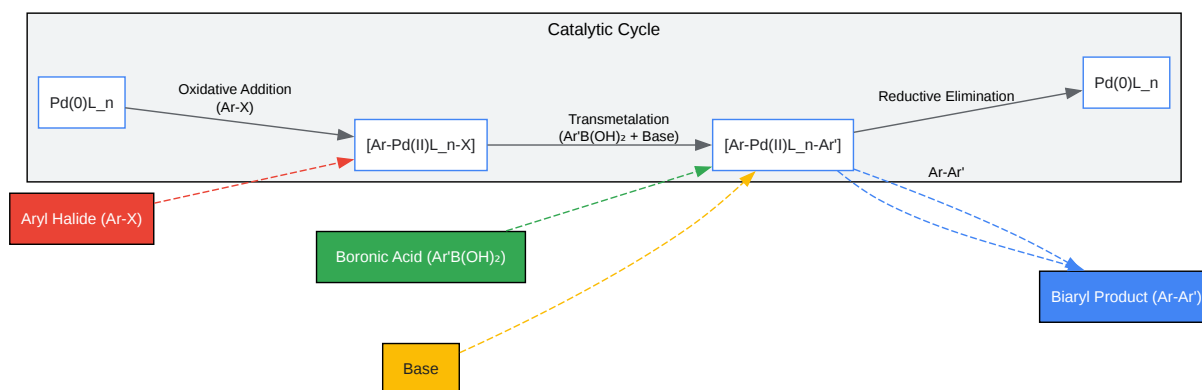 Catalytic Cycle
Pd(0)L_n
Oxidative Addition
(Ar-X)
[Ar-Pd(II)L_n-X]
Transmetalation
(Ar'B(OH)₂ + Base)
[Ar-Pd(II)L_n-Ar']
Reductive Elimination
Pd(0)L_n
Ar-Ar'
Aryl Halide (Ar-X)
Boronic Acid (Ar'B(OH)₂)
Base
Biaryl Product (Ar-Ar')